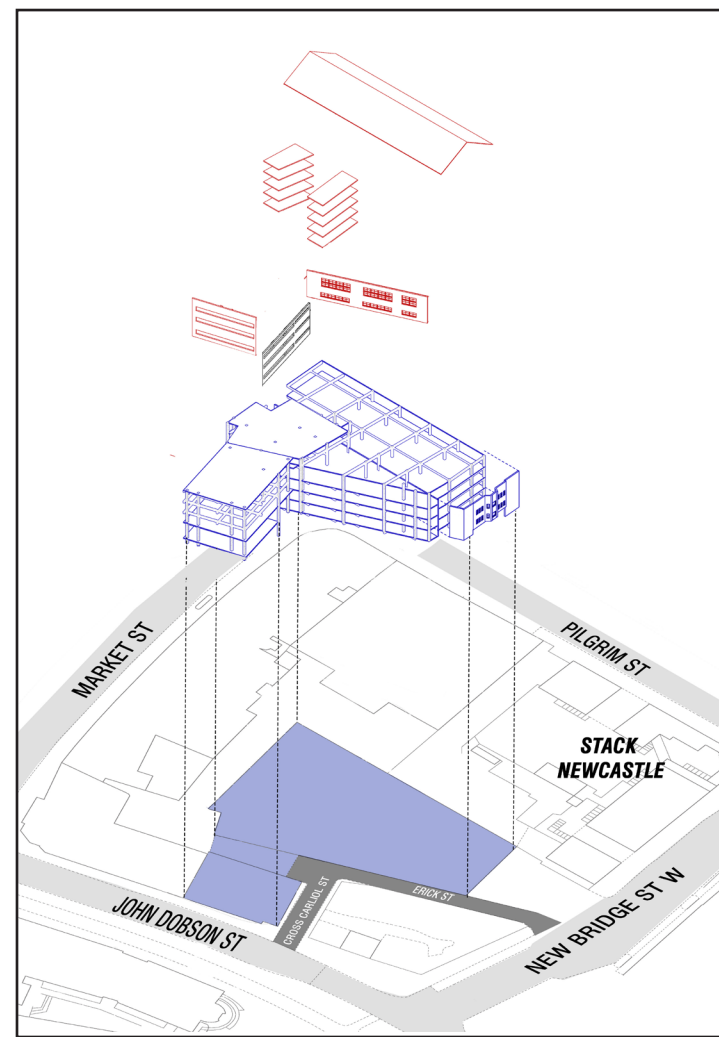 MARKET ST
PILGRIM ST
STACK
NEWCASTLE
ERICK ST
CROSS CARLIOL ST
JOHN DOBSON ST
NEW BRIDGE ST W